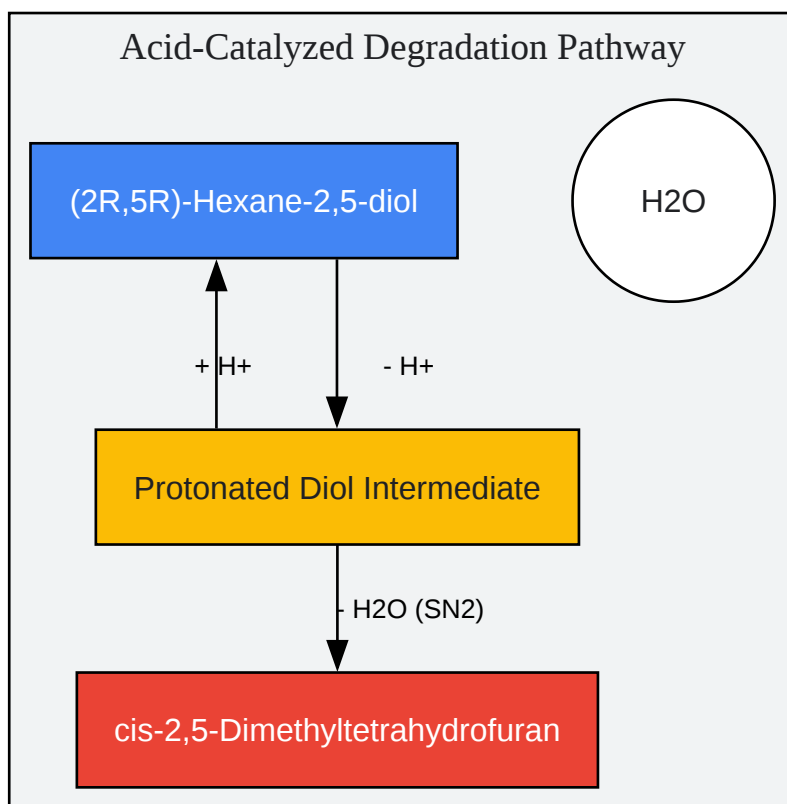 Acid-Catalyzed Degradation Pathway
(2R,5R)-Hexane-2,5-diol
H2O
+ H+
- H+
Protonated Diol Intermediate
- H2O (SN2)
cis-2,5-Dimethyltetrahydrofuran